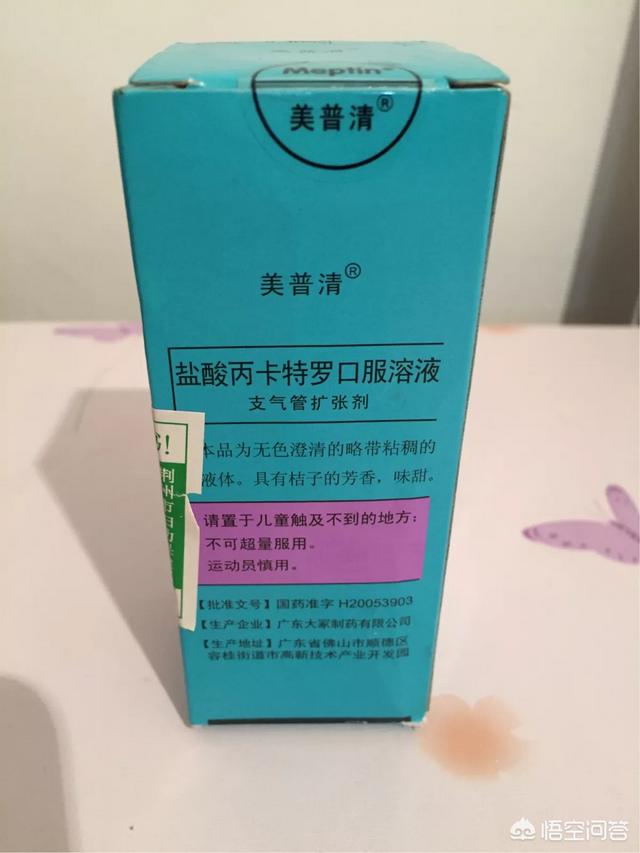 Meptin®
美普清®
美普清®
盐酸丙卡特罗口服溶液
支气管扩张剂
本品为无色澄清的略带粘稠的
液体。具有桔子的芳香，味甜。
请置于儿童触及不到的地方；
不可超量服用。
运动员慎用。
【批准文号】国药准字 H20053903
【生产企业】广东大冢制药有限公司
【生产地址】广东省佛山市顺德区
容桂街道市高新技术产业开发园
荆州市妇幼
悟空问答